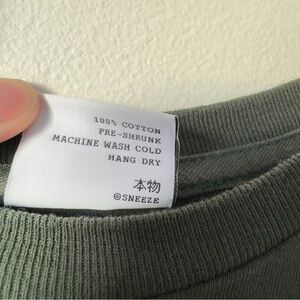 100% COTTON
PRE-SHRUNK
MACHINE WASH COLD
HANG DRY
本物
©SNEEZE